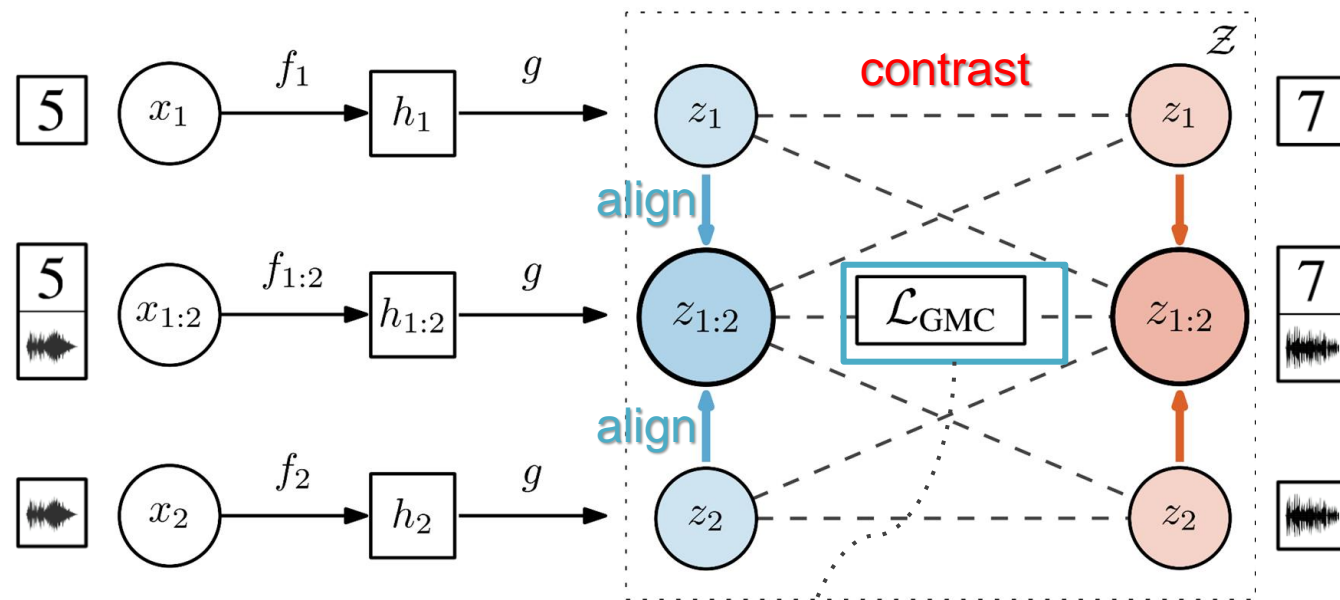 f₁ g contrast 𝒵
5 x₁ h₁ z₁ z₁ 7
align
5 x₁:₂ f₁:₂ h₁:₂ g z₁:₂ ℒGMC z₁:₂ 7
align
x₂ f₂ h₂ g z₂ z₂